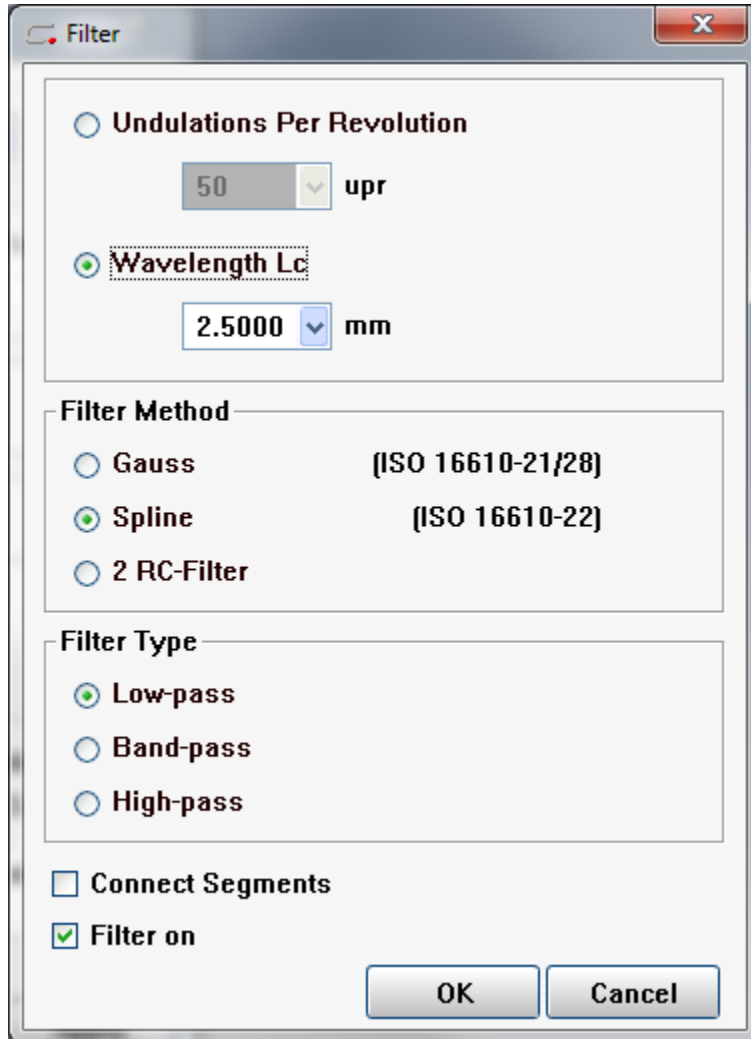 Filter
Undulations Per Revolution
50 upr
Wavelength Lc
2.5000 mm
Filter Method
Gauss (ISO 16610-21/28)
Spline (ISO 16610-22)
2 RC-Filter
Filter Type
Low-pass
Band-pass
High-pass
Connect Segments
Filter on
OK Cancel